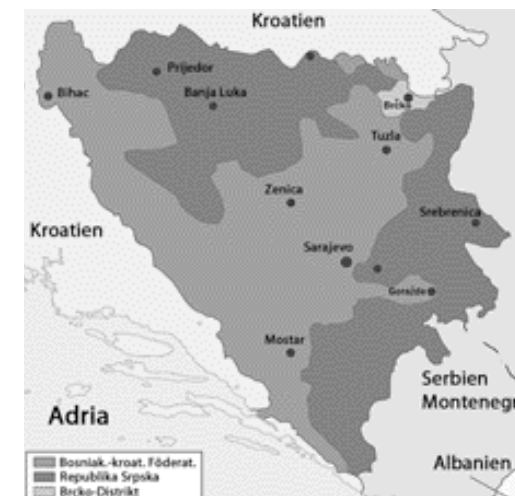 Kroatien
Prijedor
Bihac
Banja Luka
Brčko
Tuzla
Zenica
Srebrenica
Kroatien
Sarajevo
Goražde
Mostar
Serbien
Montenegr
Adria
Albanien
Bosniak.-kroat. Föderat.
Republika Srpska
Brcko-Distrikt